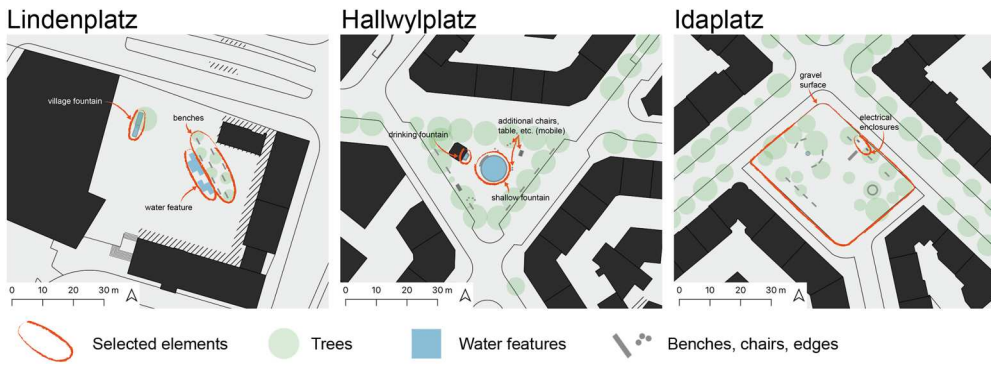 Lindenplatz
Hallwylplatz
Idaplatz
village fountain
benches
water feature
0 10 20 30 m
drinking fountain
additional chairs,
table, etc. (mobile)
shallow fountain
0 10 20 30 m
gravel
surface
electrical
enclosures
0 10 20 30 m
Selected elements
Trees
Water features
Benches, chairs, edges